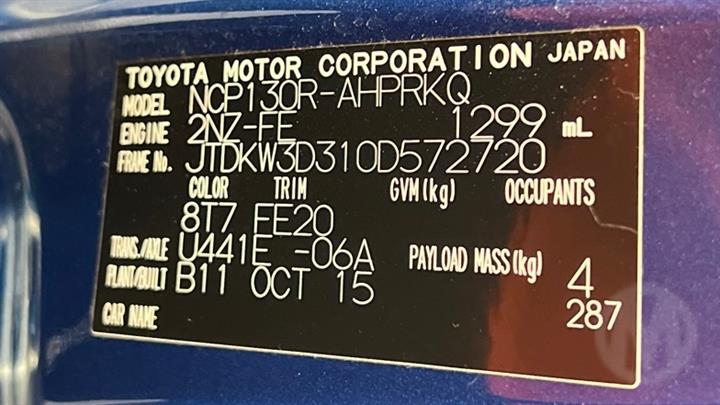 TOYOTA MOTOR CORPORATION JAPAN
MODEL NCP130R-AHPRKQ
ENGINE 2NZ-FE 1299 mL
FRAME No. JTDKW3D310D572720
COLOR TRIM GVM(kg) OCCUPANTS
8T7 FE20
TRANS./AXLE U441E -06A PAYLOAD MASS(kg) 4
PLANT/BUILT B11 OCT 15 287
CAR NAME